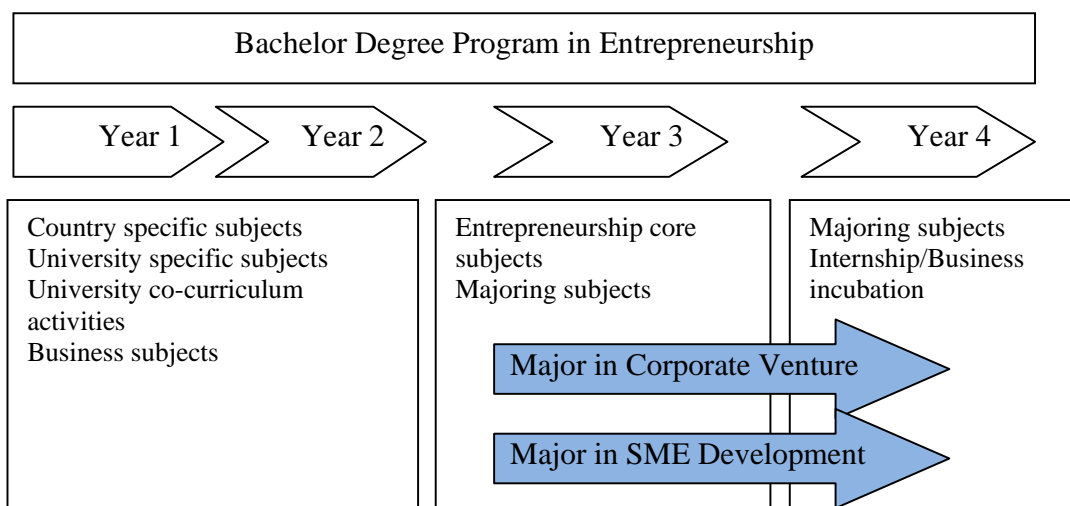 Bachelor Degree Program in Entrepreneurship
Year 1
Year 2
Year 3
Year 4
Country specific subjects
University specific subjects
University co-curriculum
activities
Business subjects
Entrepreneurship core
subjects
Majoring subjects
Majoring subjects
Internship/Business
incubation
Major in Corporate Venture
Major in SME Development